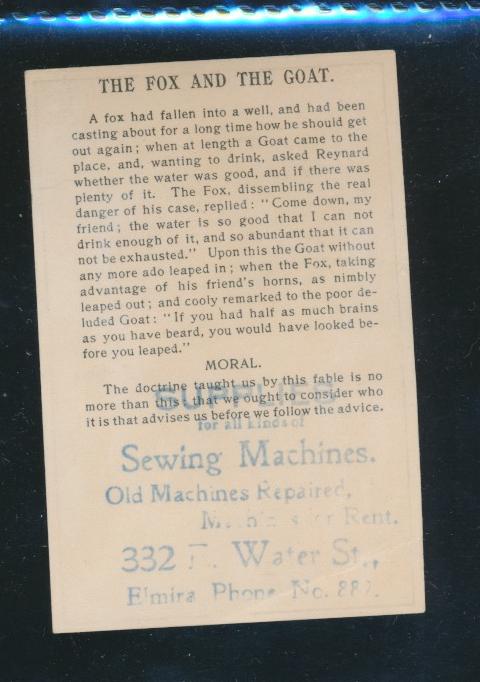 THE FOX AND THE GOAT.
A fox had fallen into a well, and had been
casting about for a long time how he should get
out again; when at length a Goat came to the
place, and, wanting to drink, asked Reynard
whether the water was good, and if there was
plenty of it. The Fox, dissembling the real
danger of his case, replied: "Come down, my
friend; the water is so good that I can not
drink enough of it, and so abundant that it can
not be exhausted." Upon this the Goat without
any more ado leaped in; when the Fox, taking
advantage of his friend's horns, as nimbly
leaped out; and cooly remarked to the poor de-
luded Goat: "If you had half as much brains
as you have beard, you would have looked be-
fore you leaped."
MORAL.
The doctrine taught us by this fable is no
more than this: that we ought to consider who
it is that advises us before we follow the advice.
SUPPLIES
for all kinds of
Sewing Machines.
Old Machines Repaired,
Rent.
332 Water St.,
Elmira Phone No.